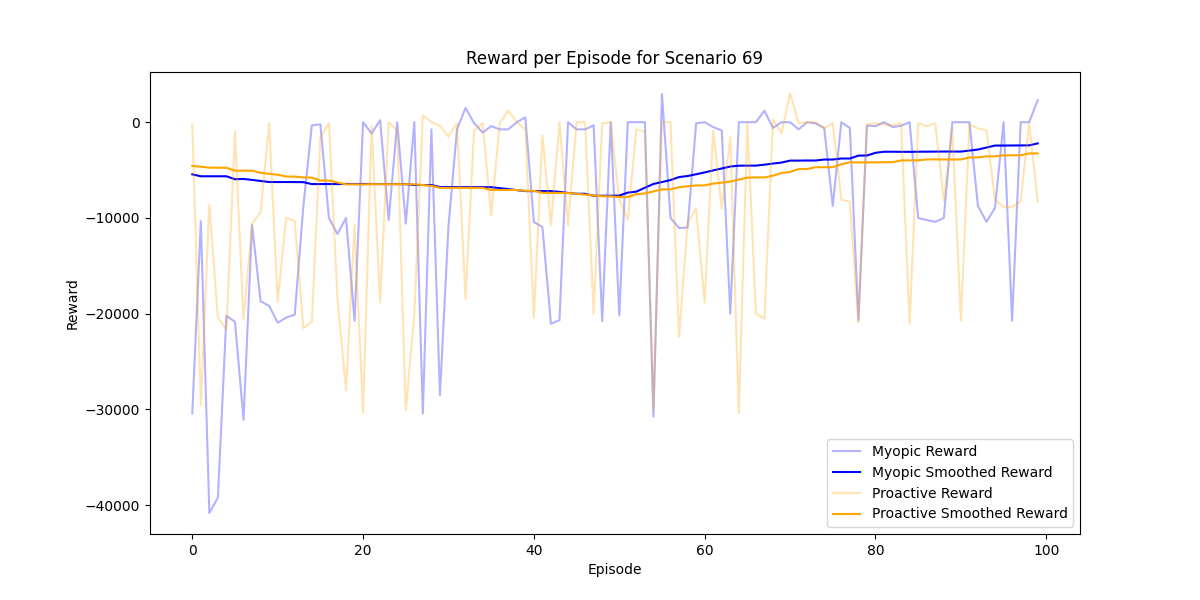 Reward per Episode for Scenario 69
Reward
0
−10000
−20000
−30000
−40000
0
20
40
60
80
100
Episode
Myopic Reward
Myopic Smoothed Reward
Proactive Reward
Proactive Smoothed Reward